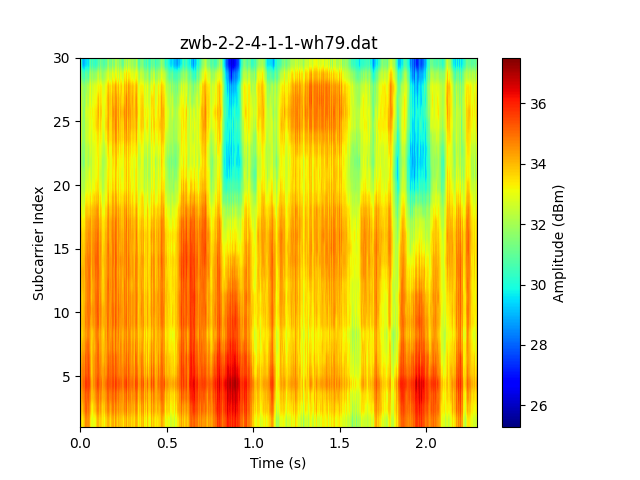 zwb-2-2-4-1-1-wh79.dat
30
25
20
15
10
5
Subcarrier Index
0.0 0.5 1.0 1.5 2.0
Time (s)
36
34
32
30
28
26
Amplitude (dBm)